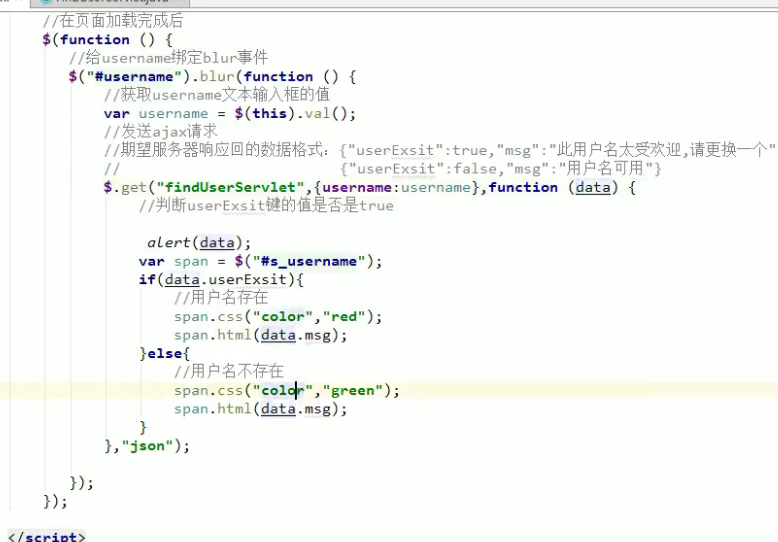 //在页面加载完成后
$(function () {
//给username绑定blur事件
$("#username").blur(function () {
//获取username文本输入框的值
var username = $(this).val();
//发送ajax请求
//期望服务器响应回的数据格式：{"userExsit":true,"msg":"此用户名太受欢迎,请更换一个"
// {"userExsit":false,"msg":"用户名可用"}
$.get("findUserServlet",{username:username},function (data) {
//判断userExsit键的值是否是true
alert(data);
var span = $("#s_username");
if(data.userExsit){
//用户名存在
span.css("color","red");
span.html(data.msg);
}else{
//用户名不存在
span.css("color","green");
span.html(data.msg);
}
},"json");
});
});
</script>